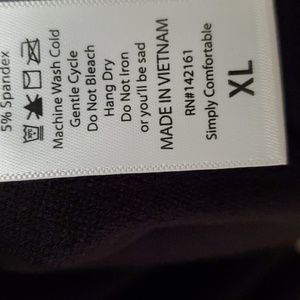 5% Spandex
Machine Wash Cold
Gentle Cycle
Do Not Bleach
Hang Dry
Do Not Iron
or you'll be sad
MADE IN VIETNAM
RN#142161
Simply Comfortable
XL